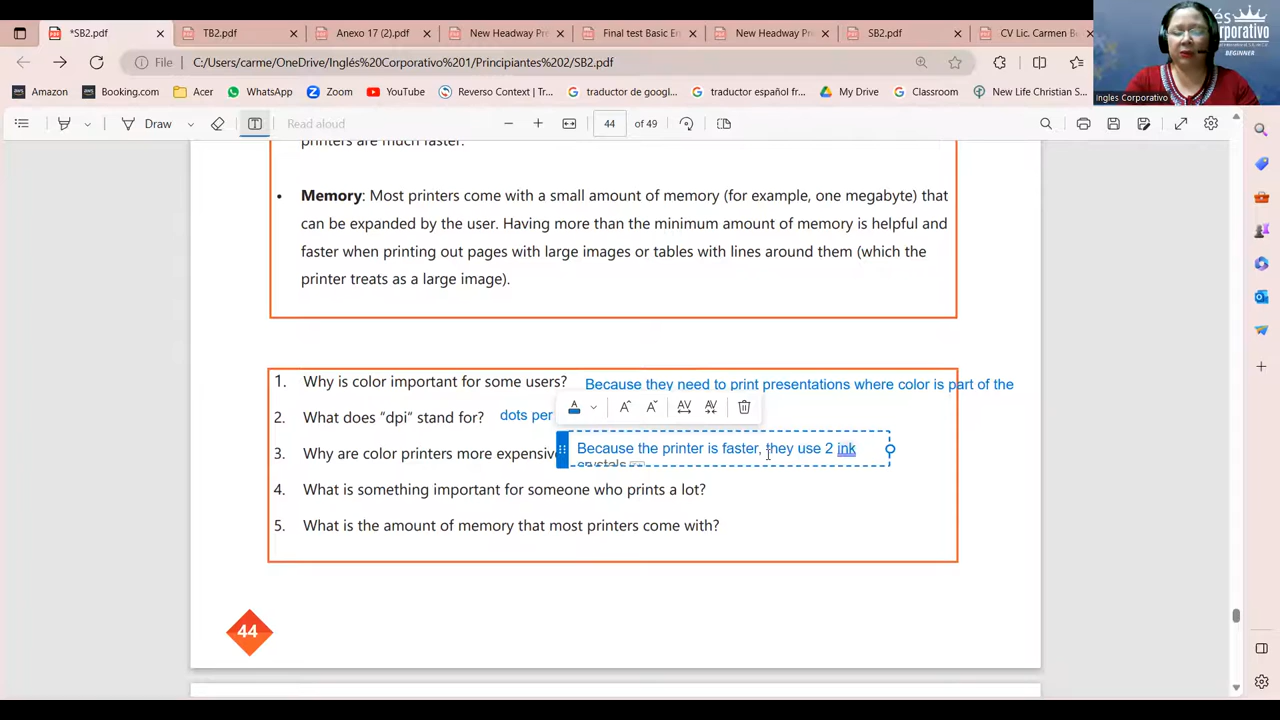 *SB2.pdf
TB2.pdf
Anexo 17 (2).pdf
New Headway Pr
Final test Basic En
New Headway Pr
SB2.pdf
CV Lic. Carmen Be
File
C:/Users/carme/OneDrive/Ingles%20Corporativo%201/Principiante%2002/SB2.pdf
Amazon
Booking.com
Acer
WhatsApp
Zoom
YouTube
Reverso Context | Tr...
traductor de googl...
traductor español fr...
My Drive
Classroom
New Life Christian S...
BEGINNER
Ingles Corporativo
Draw
Read aloud
44 of 49
printers are much faster.
• Memory: Most printers come with a small amount of memory (for example, one megabyte) that
can be expanded by the user. Having more than the minimum amount of memory is helpful and
faster when printing out pages with large images or tables with lines around them (which the
printer treats as a large image).
1. Why is color important for some users? Because they need to print presentations where color is part of the
2. What does "dpi" stand for? dots per
3. Why are color printers more expensive Because the printer is faster, they use 2 ink
crystals
4. What is something important for someone who prints a lot?
5. What is the amount of memory that most printers come with?
44